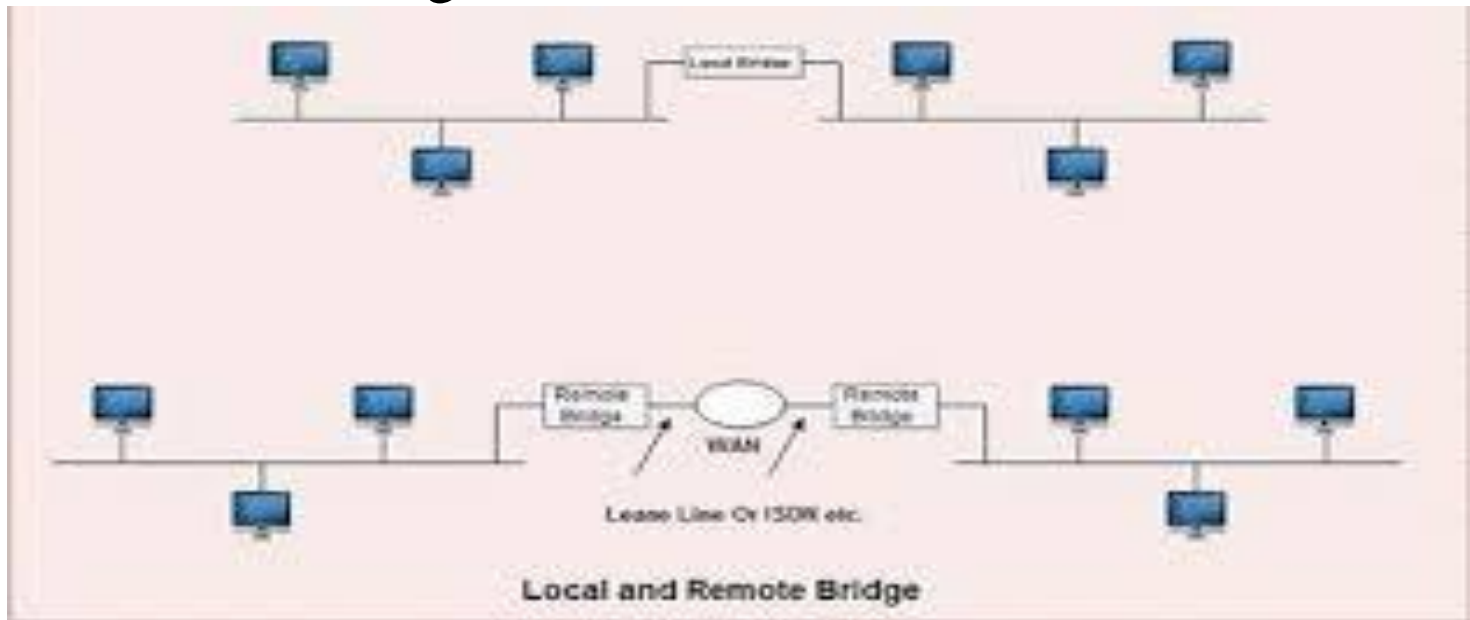 Local Bridge
Remote
Bridge
Remote
Bridge
WAN
Lease Line Or ISDN etc.
Local and Remote Bridge